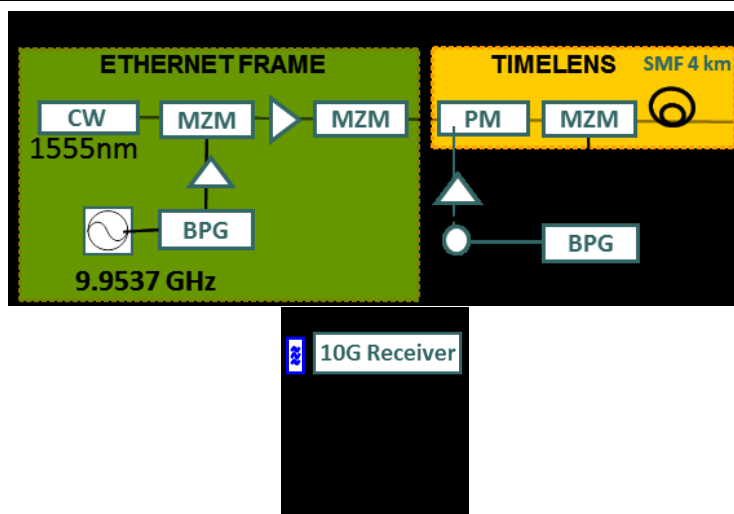 ETHERNET FRAME
TIMELENS
SMF 4 km
CW
MZM
MZM
PM
MZM
1555nm
BPG
BPG
9.9537 GHz
10G Receiver